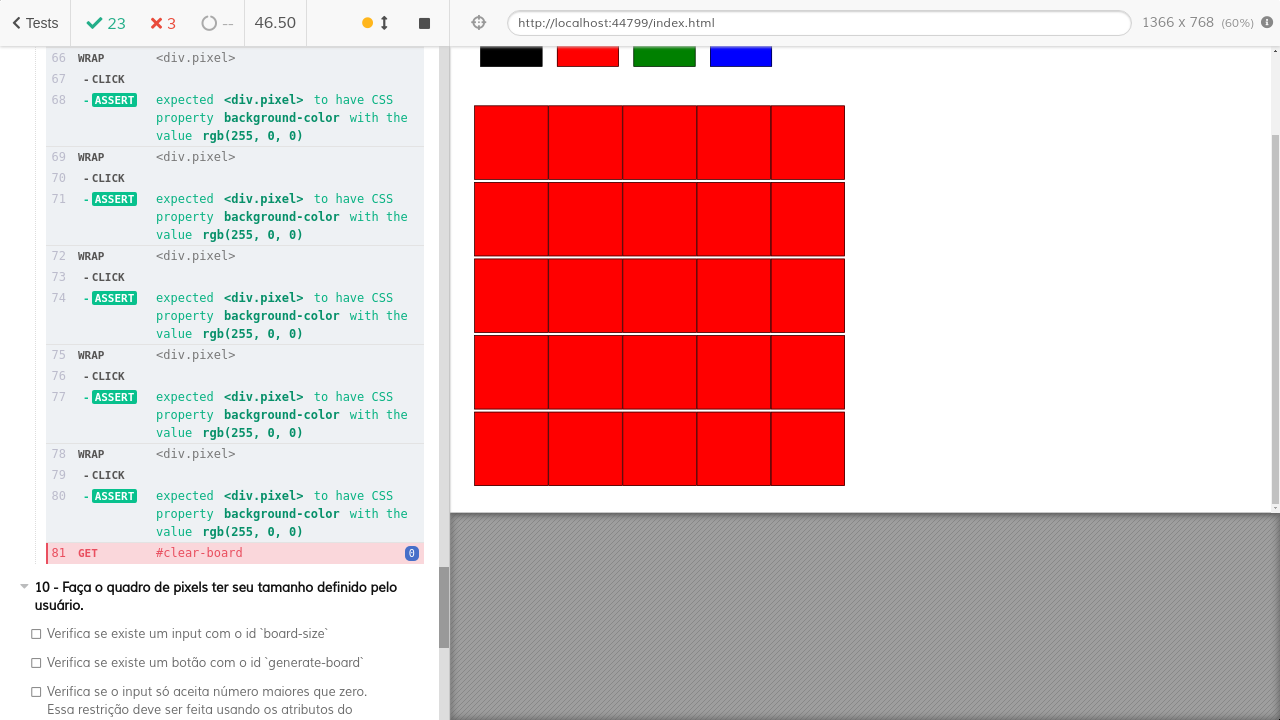 Tests 23 3 -- 46.50
http://localhost:44799/index.html 1366 x 768 (60%)
66 WRAP <div.pixel>
67 -CLICK
68 -ASSERT expected <div.pixel> to have CSS
property background-color with the
value rgb(255, 0, 0)
69 WRAP <div.pixel>
70 -CLICK
71 -ASSERT expected <div.pixel> to have CSS
property background-color with the
value rgb(255, 0, 0)
72 WRAP <div.pixel>
73 -CLICK
74 -ASSERT expected <div.pixel> to have CSS
property background-color with the
value rgb(255, 0, 0)
75 WRAP <div.pixel>
76 -CLICK
77 -ASSERT expected <div.pixel> to have CSS
property background-color with the
value rgb(255, 0, 0)
78 WRAP <div.pixel>
79 -CLICK
80 -ASSERT expected <div.pixel> to have CSS
property background-color with the
value rgb(255, 0, 0)
81 GET #clear-board 0
10 - Faça o quadro de pixels ter seu tamanho definido pelo
usuário.
Verifica se existe um input com o id `board-size`
Verifica se existe um botão com o id `generate-board`
Verifica se o input só aceita número maiores que zero.
Essa restrição deve ser feita usando os atributos do